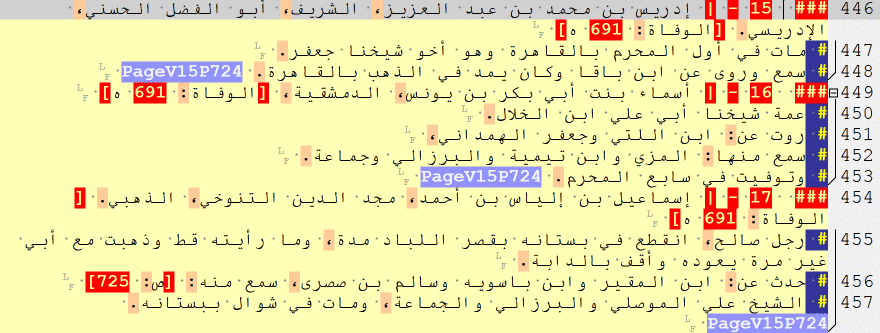 446 ### 15 - | إدريس بن محمد بن عبد العزيز، الشريف، أبو الفضل الحسني،
الإدريسي. [الوفاة: 691 ه]
447 # مات في أول المحرم بالقاهرة وهو أخو شيخنا جعفر.
448 # سمع وروى عن ابن باقا وكان يمد في الذهب بالقاهرة. PageV15P724
449 ### 16 - | أسماء بنت أبي بكر بن يونس، الدمشقية، [الوفاة: 691 ه]
450 # عمة شيخنا أبي علي ابن الخلال.
451 # روت عن: ابن اللتي وجعفر الهمداني،
452 # سمع منها: المزي وابن تيمية والبرزالي وجماعة.
453 # وتوفيت في سابع المحرم. PageV15P724
454 ### 17 - | إسماعيل بن إلياس بن أحمد، مجد الدين التنوخي، الذهبي. [
الوفاة: 691 ه]
455 # رجل صالح، انقطع في بستانه بقصر اللباد مدة، وما رأيته قط وذهبت مع أبي
غير مرة يعوده وأقف بالدابة.
456 # حدث عن: ابن المقير وابن باسويه وسالم بن صصرى، سمع منه: [ص: 725]
457 # الشيخ علي الموصلي والبرزالي والجماعة، ومات في شوال ببستانه.
PageV15P724